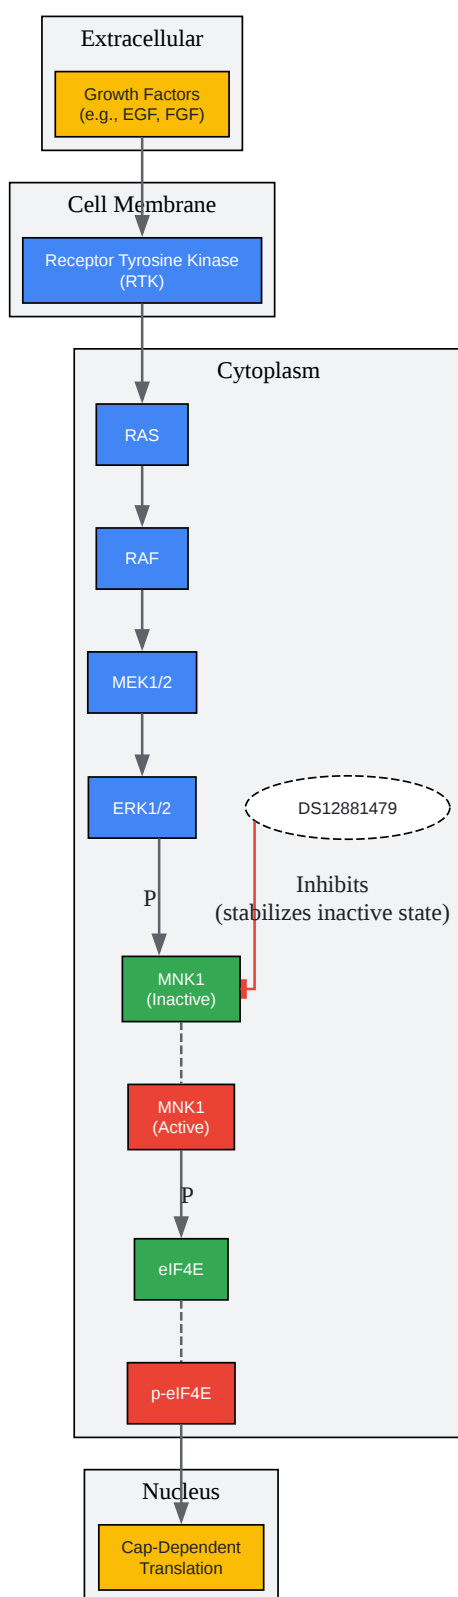 Extracellular
Growth Factors
(e.g., EGF, FGF)
Cell Membrane
Receptor Tyrosine Kinase
(RTK)
Cytoplasm
RAS
RAF
MEK1/2
ERK1/2
DS12881479
P
Inhibits
(stabilizes inactive state)
MNK1
(Inactive)
MNK1
(Active)
P
eIF4E
p-eIF4E
Nucleus
Cap-Dependent
Translation